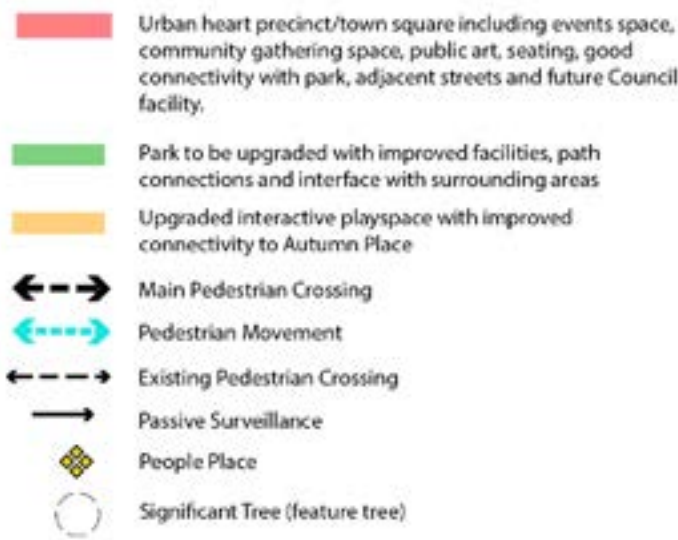 Urban heart precinct/town square including events space,
community gathering space, public art, seating, good
connectivity with park, adjacent streets and future Council
facility.
Park to be upgraded with improved facilities, path
connections and interface with surrounding areas
Upgraded interactive playspace with improved
connectivity to Autumn Place
Main Pedestrian Crossing
Pedestrian Movement
Existing Pedestrian Crossing
Passive Surveillance
People Place
Significant Tree (feature tree)